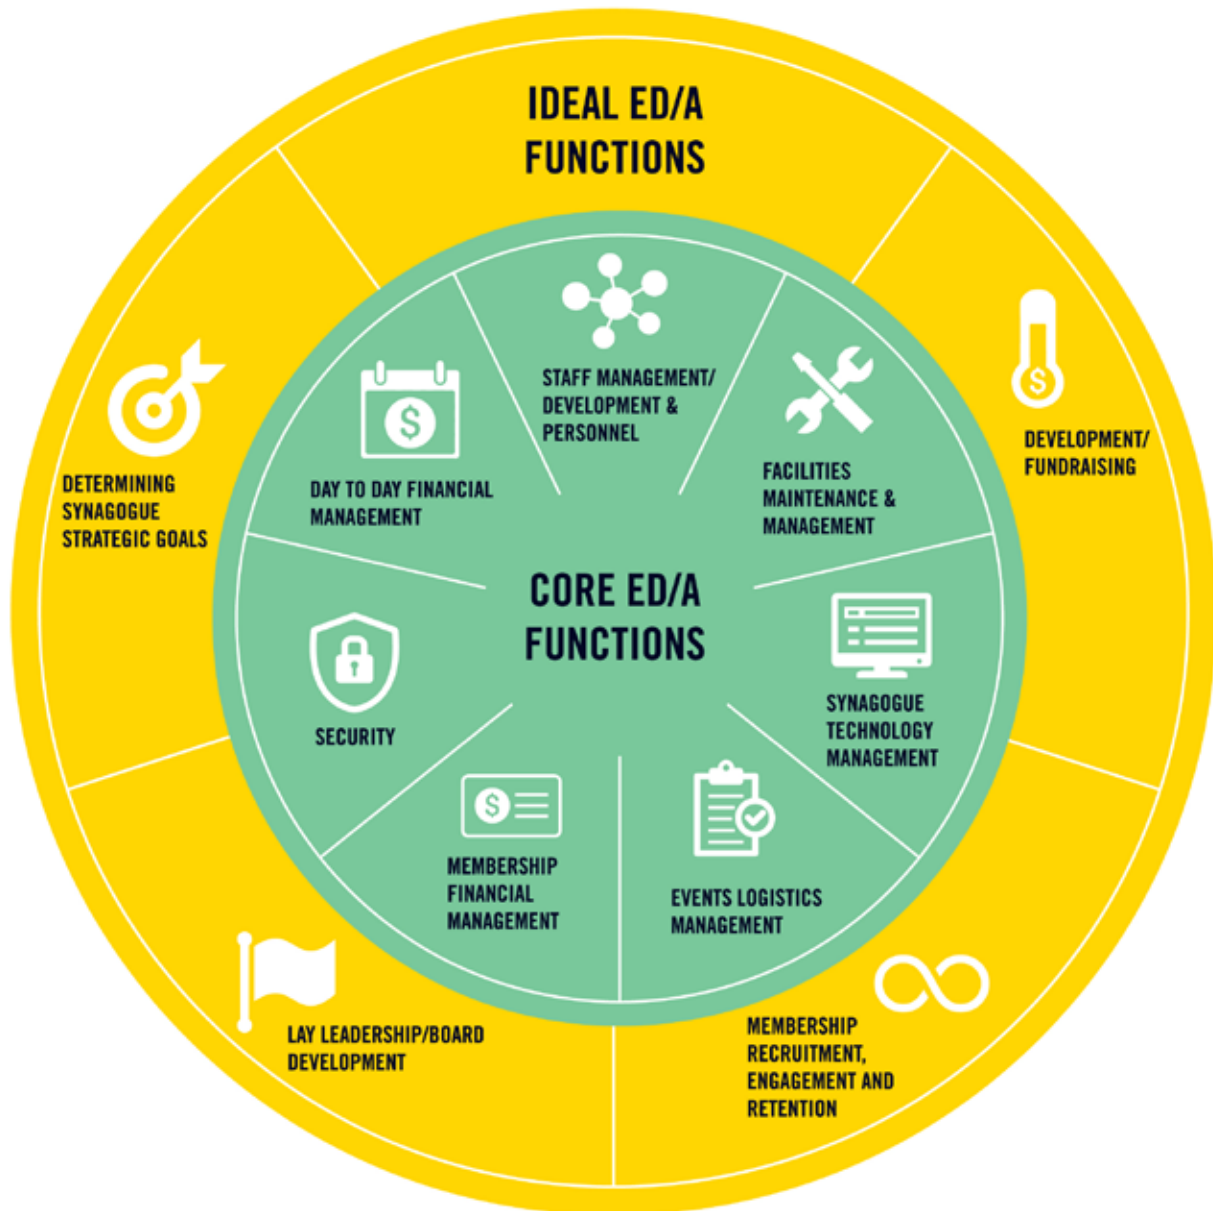 IDEAL ED/A
FUNCTIONS
DEVELOPMENT/
FUNDRAISING
MEMBERSHIP
RECRUITMENT,
ENGAGEMENT AND
RETENTION
LAY LEADERSHIP/BOARD
DEVELOPMENT
DETERMINING
SYNAGOGUE
STRATEGIC GOALS
CORE ED/A
FUNCTIONS
STAFF MANAGEMENT/
DEVELOPMENT &
PERSONNEL
FACILITIES
MAINTENANCE &
MANAGEMENT
SYNAGOGUE
TECHNOLOGY
MANAGEMENT
EVENTS LOGISTICS
MANAGEMENT
MEMBERSHIP
FINANCIAL
MANAGEMENT
SECURITY
DAY TO DAY FINANCIAL
MANAGEMENT